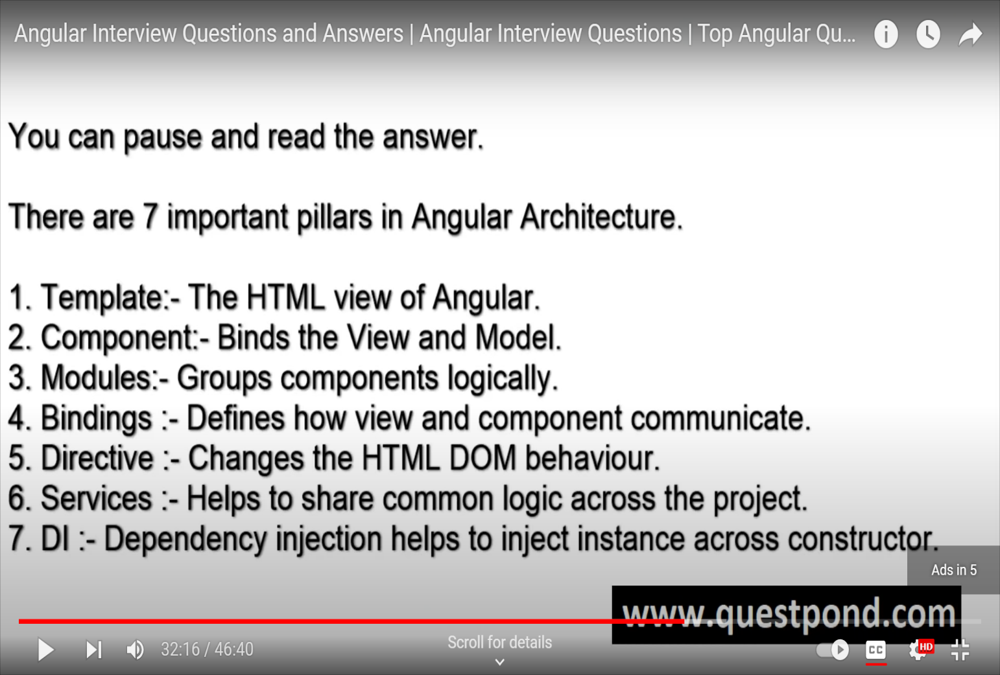 Angular Interview Questions and Answers | Angular Interview Questions | Top Angular Qu...
You can pause and read the answer.
There are 7 important pillars in Angular Architecture.
1. Template:- The HTML view of Angular.
2. Component:- Binds the View and Model.
3. Modules:- Groups components logically.
4. Bindings :- Defines how view and component communicate.
5. Directive :- Changes the HTML DOM behaviour.
6. Services :- Helps to share common logic across the project.
7. DI :- Dependency injection helps to inject instance across constructor.
Ads in 5
www.questpond.com
32:16 / 46:40
Scroll for details
CC
HD